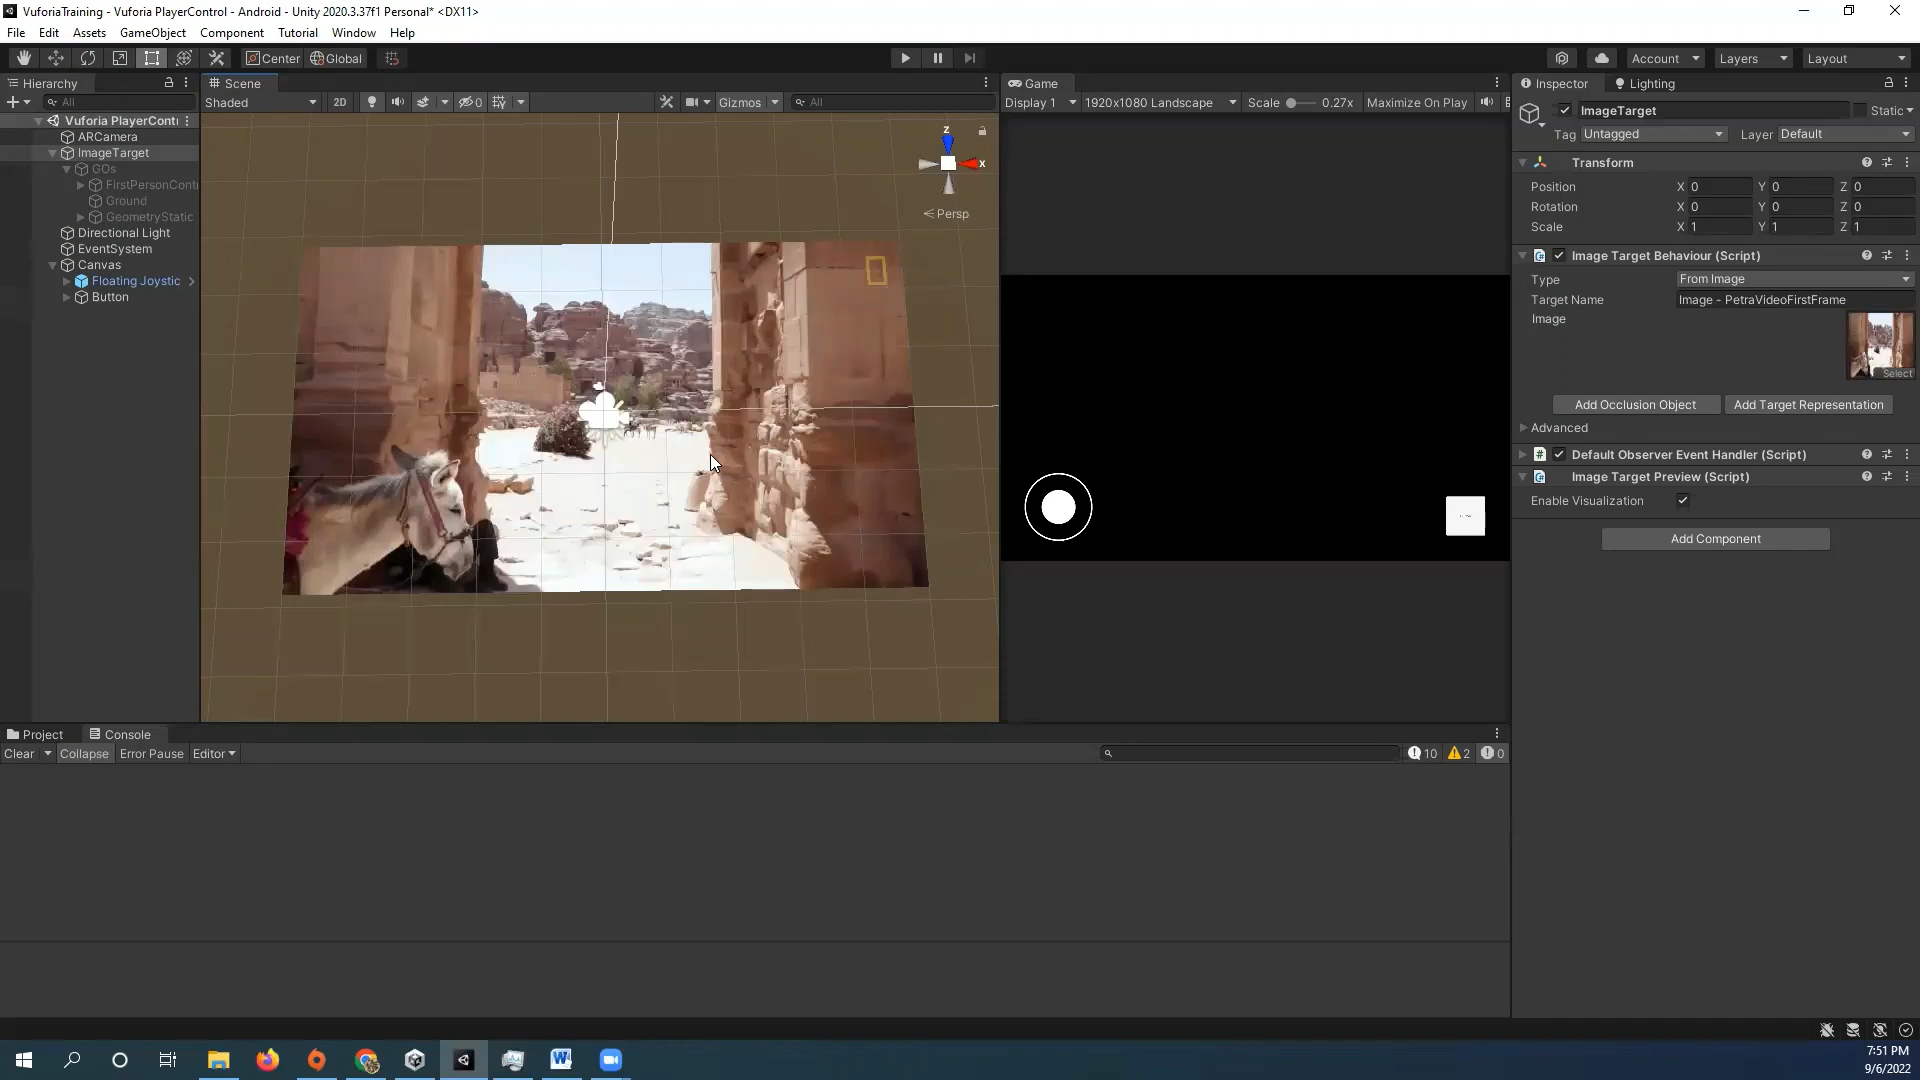 VuforiaTraining - Vuforia PlayerControl - Android - Unity 2020.3.37f1 Personal* <DX11>
File Edit Assets GameObject Component Tutorial Window Help
Center Global Account Layers Layout
Hierarchy Scene Game Inspector Lighting
All Shaded 2D 0 Gizmos All Display 1 1920x1080 Landscape Scale 0.27x Maximize On Play ImageTarget Static
Vuforia PlayerContr
Tag Untagged Layer Default
ARCamera
ImageTarget
GOs
FirstPersonContr
Ground
GeometryStatic
Directional Light
EventSystem
Canvas
Floating Joystic
Button
z
x
Persp
Transform
Position X 0 Y 0 Z 0
Rotation X 0 Y 0 Z 0
Scale X 1 Y 1 Z 1
Image Target Behaviour (Script)
Type From Image
Target Name Image - PetraVideoFirstFrame
Image
Select
Add Occlusion Object Add Target Representation
Advanced
Default Observer Event Handler (Script)
Image Target Preview (Script)
Enable Visualization
Add Component
Project Console
Clear Collapse Error Pause Editor 10 2 0
7:51 PM
9/6/2022